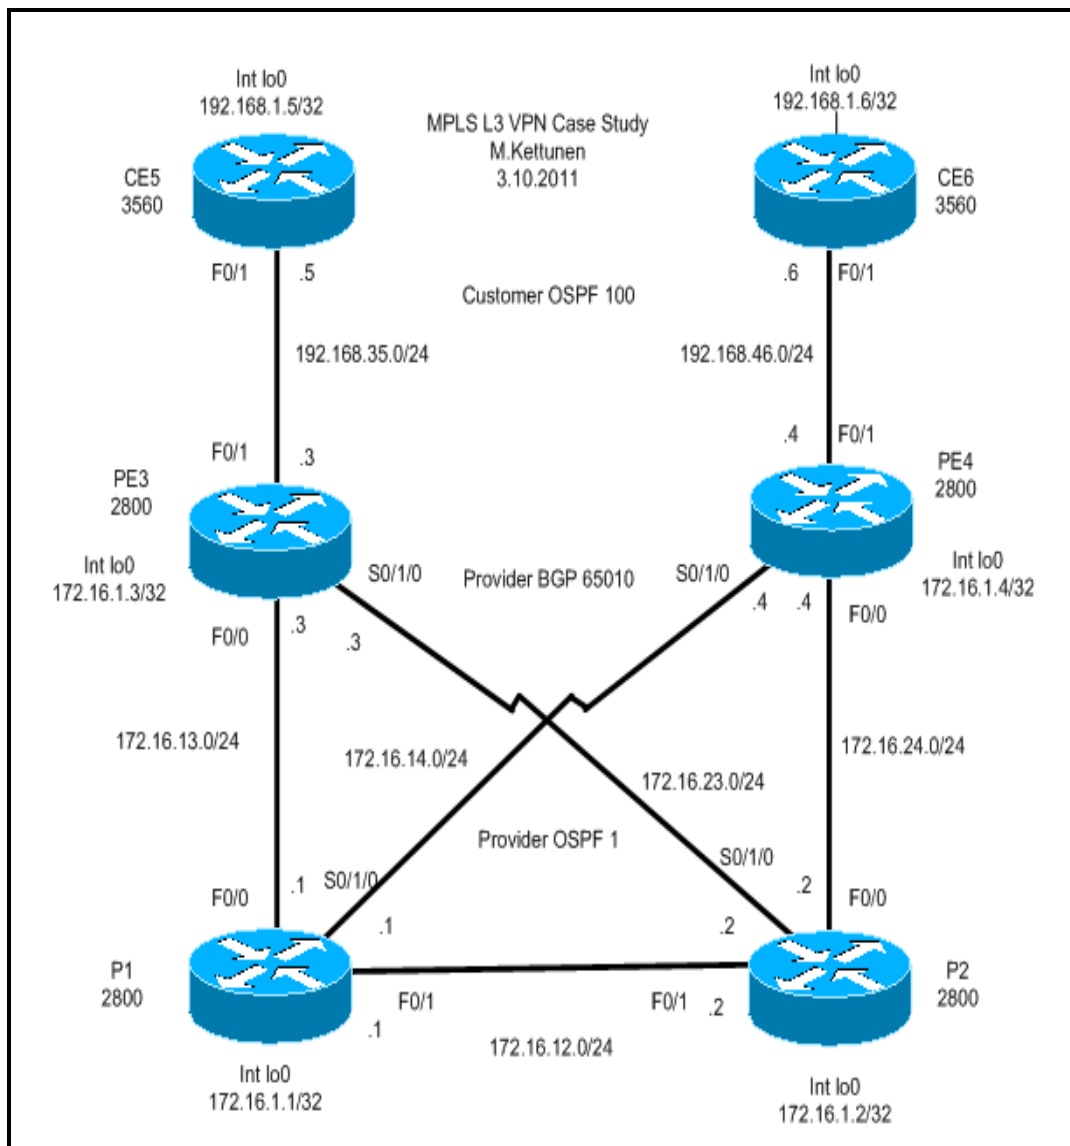 Int lo0
192.168.1.5/32
Int lo0
192.168.1.6/32
MPLS L3 VPN Case Study
M.Kettunen
3.10.2011
CE5
3560
CE6
3560
F0/1
.5
.6
F0/1
Customer OSPF 100
192.168.35.0/24
192.168.46.0/24
F0/1
.3
.4
F0/1
PE3
2800
PE4
2800
Int lo0
172.16.1.3/32
S0/1/0
Provider BGP 65010
S0/1/0
Int lo0
172.16.1.4/32
F0/0
.3
.3
.4
.4
F0/0
172.16.13.0/24
172.16.14.0/24
172.16.23.0/24
172.16.24.0/24
Provider OSPF 1
F0/0
.1
S0/1/0
.1
S0/1/0
.2
.2
F0/0
P1
2800
P2
2800
F0/1
.1
F0/1
.2
172.16.12.0/24
Int lo0
172.16.1.1/32
Int lo0
172.16.1.2/32